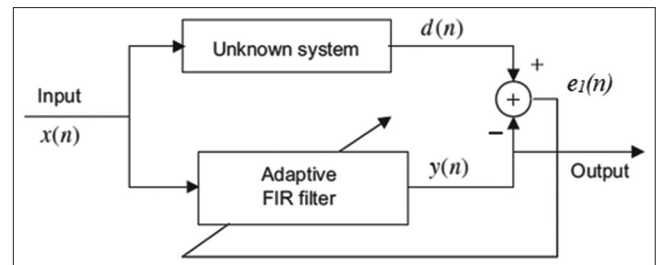 Unknown system
d(n)
+
Input
x(n)
+
e1(n)
−
Adaptive
FIR filter
y(n)
Output